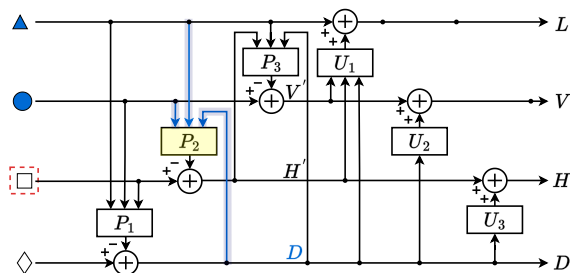 L
+ +
P₃ U₁
+ − V′ + + V
P₂ U₂
+ − H′ + + H
P₁ U₃
+ − D D